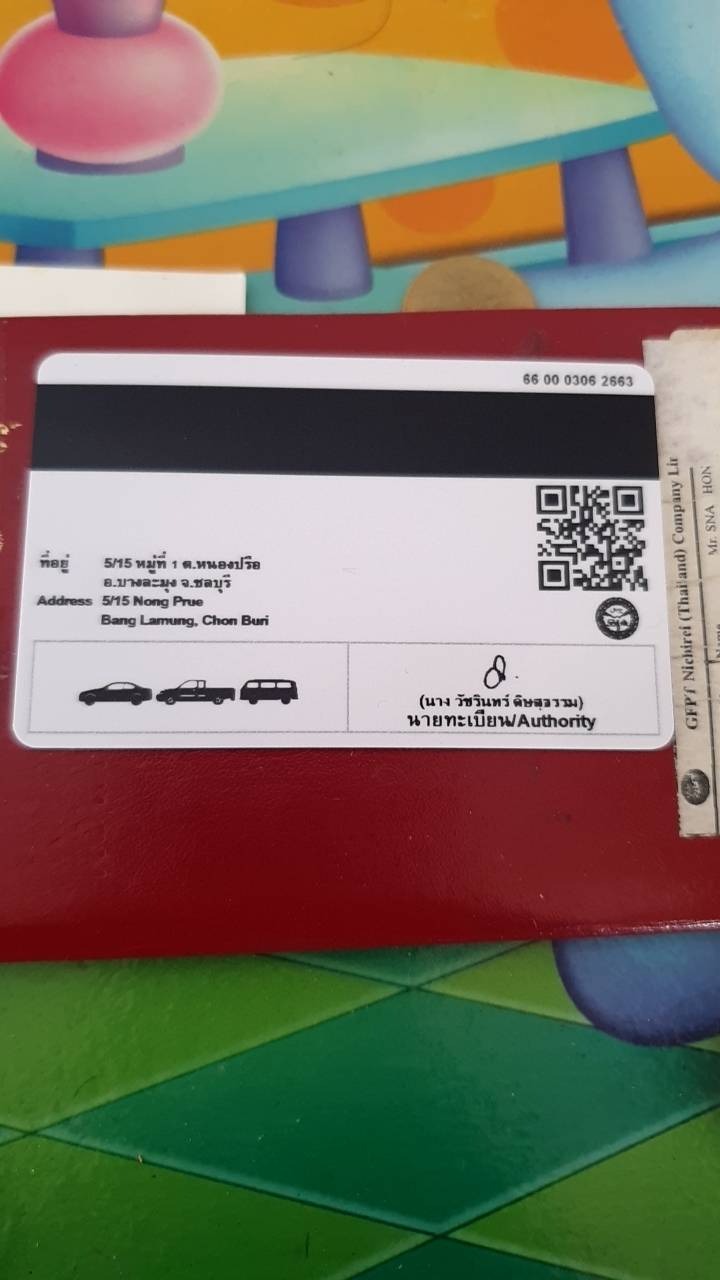 66 00 0306 2663
ที่อยู่ 5/15 หมู่ที่ 1 ต.หนองปรือ
อ.บางละมุง จ.ชลบุรี
Address 5/15 Nong Prue
Bang Lamung, Chon Buri
(นาง วัชรินทร์ ดิษสุธรรม)
นายทะเบียน/Authority
GFPT Nichirei (Thailand) Company Lir
Mr. SNA HON